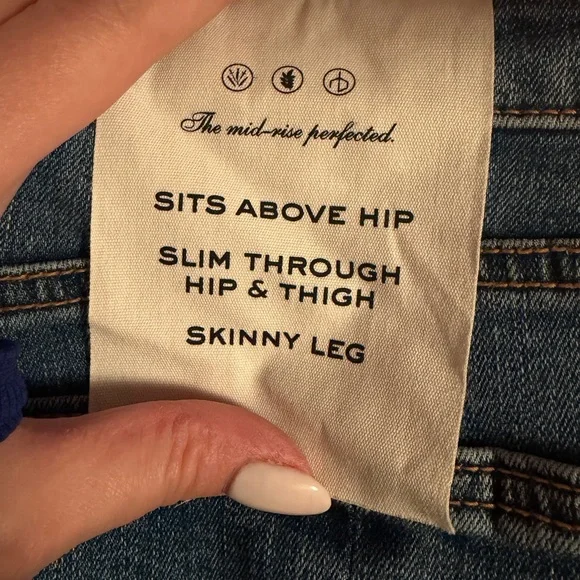 The mid-rise perfected.
SITS ABOVE HIP
SLIM THROUGH
HIP & THIGH
SKINNY LEG